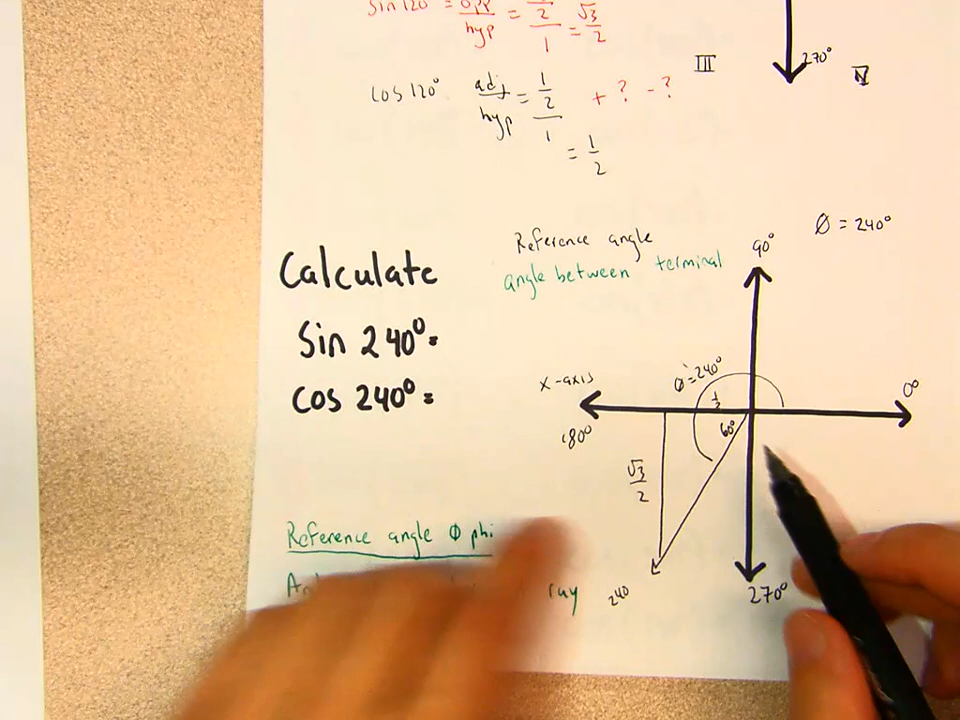 sin 120° = opp/hyp = √3/2/1 = √3/2
III
270°
IV
cos 120° adj/hyp = 1/2/1 + ? - ?
= 1/2
Reference angle
Ø = 240°
angle between terminal
90°
Calculate
Sin 240° =
Cos 240° =
x-axis
Ø = 240°
0°
180°
1/2
60°
√3/2
Reference angle Φ phi
ray
240
270°